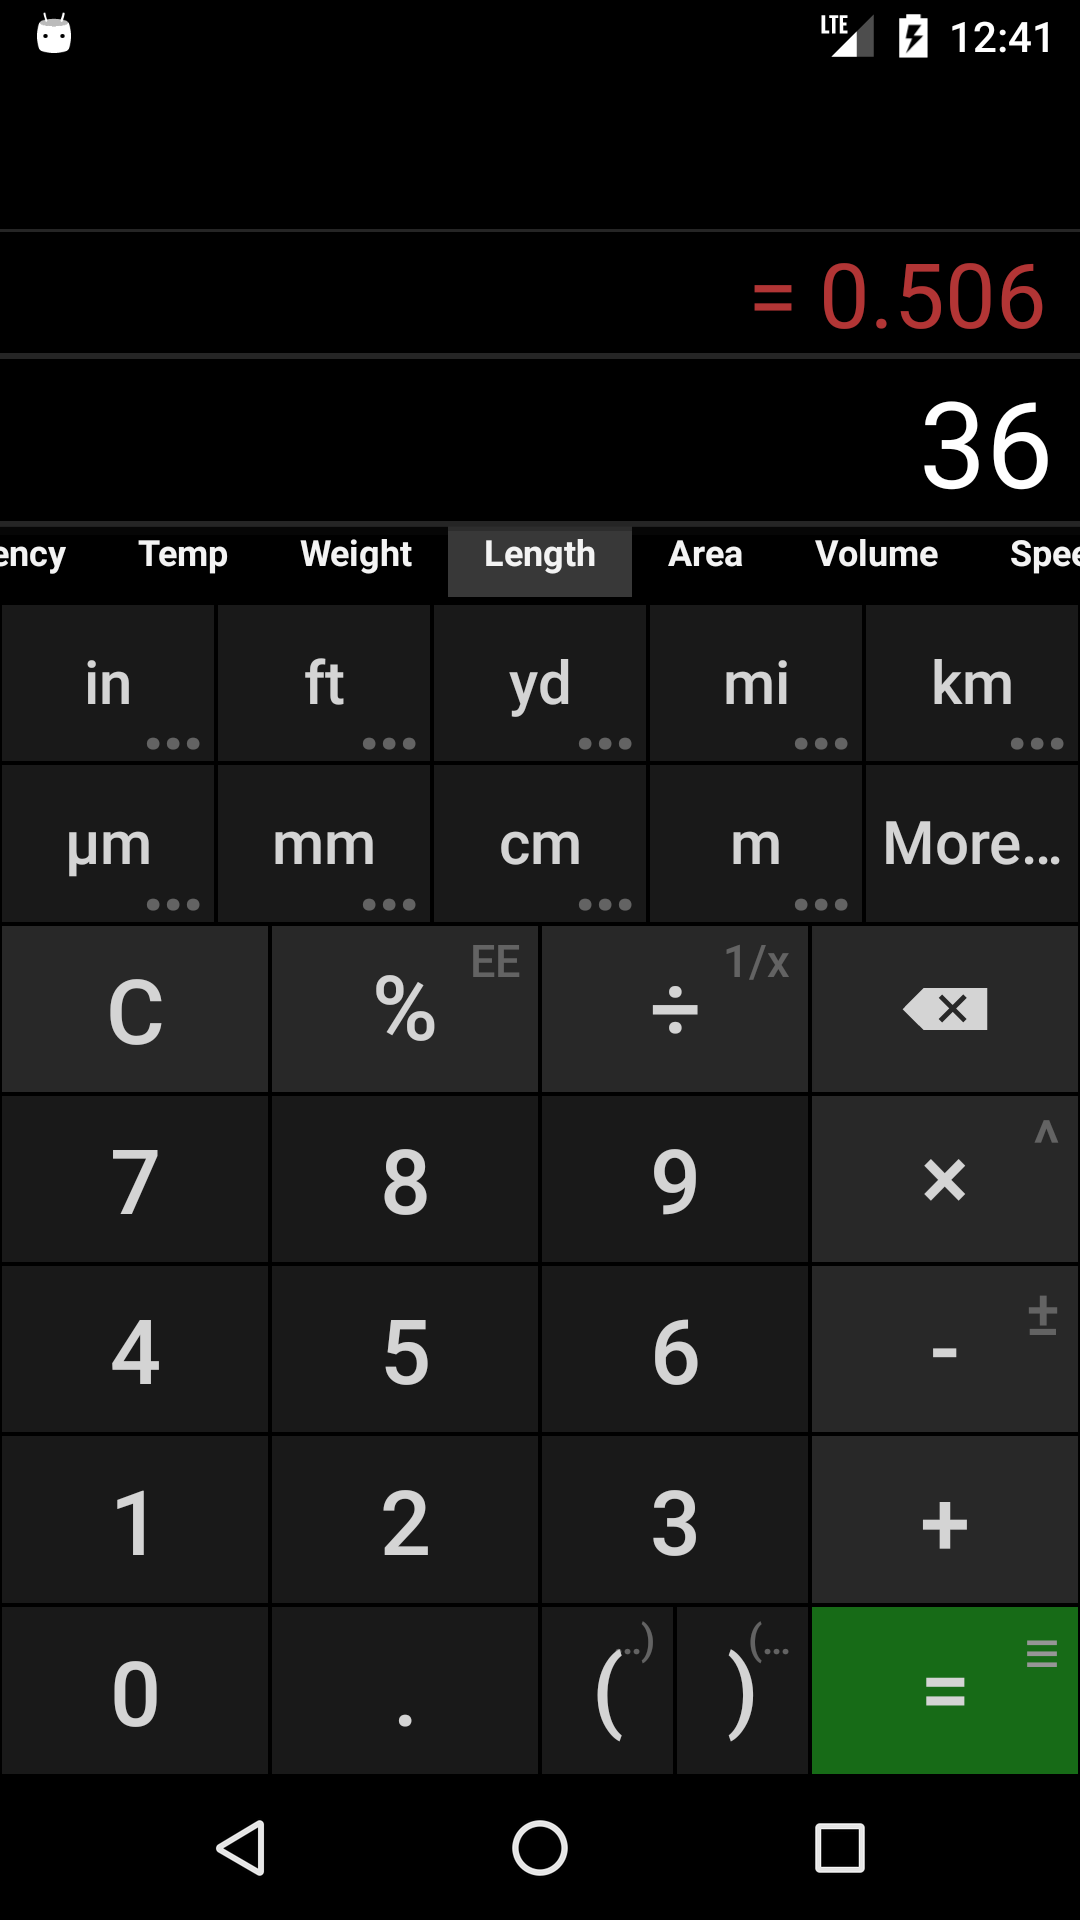 LTE 12:41
= 0.506
36
ency Temp Weight Length Area Volume Spee
in ft yd mi km
µm mm cm m More...
C % EE ÷ 1/x
7 8 9 × ^
4 5 6 - ±
1 2 3 +
0 . ( ..) ) (... =